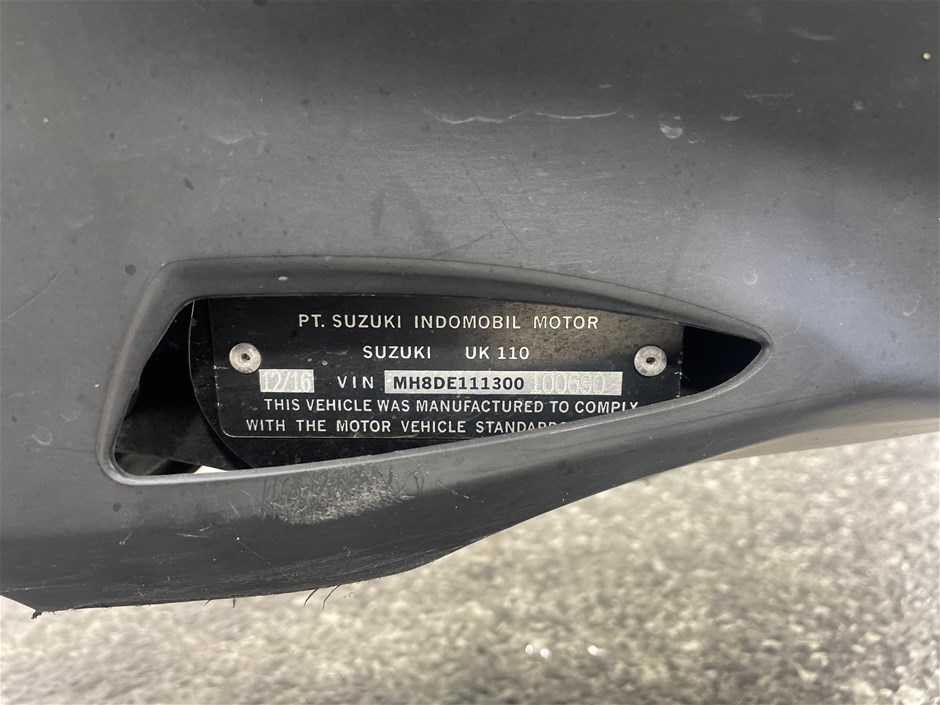 PT. SUZUKI INDOMOBIL MOTOR
SUZUKI UK 110
12/16 VIN MH8DE111300100690
THIS VEHICLE WAS MANUFACTURED TO COMPLY
WITH THE MOTOR VEHICLE